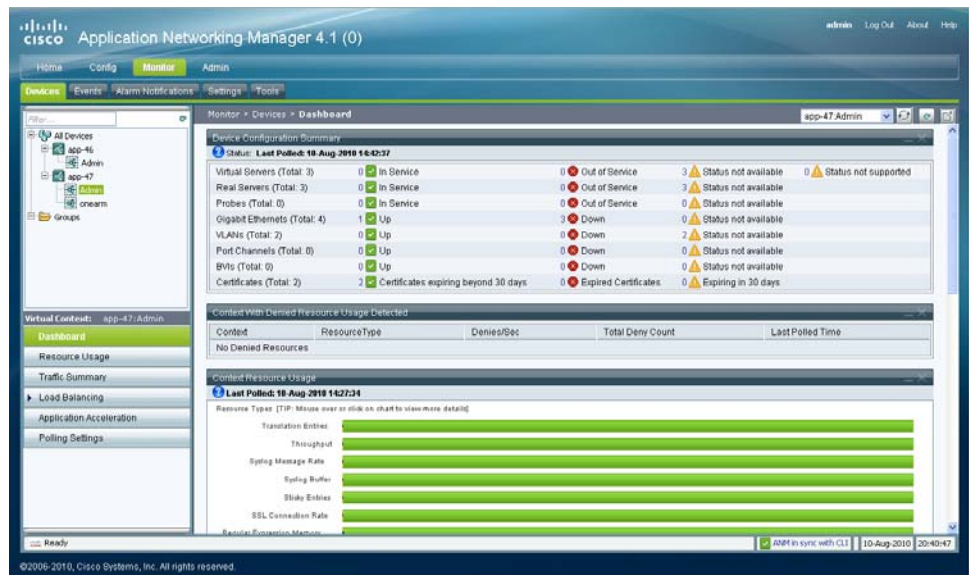 CISCO Application Networking Manager 4.1 (0)
admin Log Out About Help
Home Config Monitor Admin
Devices Events Alarm Notifications Settings Tools
Filter...
All Devices
app-46
Admin
app-47
Admin
onearm
Groups
Virtual Context: app-47:Admin
Dashboard
Resource Usage
Traffic Summary
Load Balancing
Application Acceleration
Polling Settings
Monitor > Devices > Dashboard
app-47:Admin
Device Configuration Summary
Status: Last Polled: 10-Aug-2010 14:42:37
Virtual Servers (Total: 3) 0 In Service 0 Out of Service 3 Status not available 0 Status not supported
Real Servers (Total: 3) 0 In Service 0 Out of Service 3 Status not available
Probes (Total: 0) 0 In Service 0 Out of Service 0 Status not available
Gigabit Ethernets (Total: 4) 1 Up 3 Down 0 Status not available
VLANs (Total: 2) 0 Up 0 Down 2 Status not available
Port Channels (Total: 0) 0 Up 0 Down 0 Status not available
BVIs (Total: 0) 0 Up 0 Down 0 Status not available
Certificates (Total: 2) 2 Certificates expiring beyond 30 days 0 Expired Certificates 0 Expiring in 30 days
Context With Denied Resource Usage Detected
Context ResourceType Denies/Sec Total Deny Count Last Polled Time
No Denied Resources
Context Resource Usage
Last Polled: 10-Aug-2010 14:27:34
Resource Types [TIP: Mouse over or click on chart to view more details]
Translation Entries
Throughput
Syslog Message Rate
Syslog Buffer
Sticky Entries
SSL Connection Rate
Regular Expression Memory
Ready
ANM in sync with CLI 10-Aug-2010 20:40:47
©2006-2010, Cisco Systems, Inc. All rights reserved.